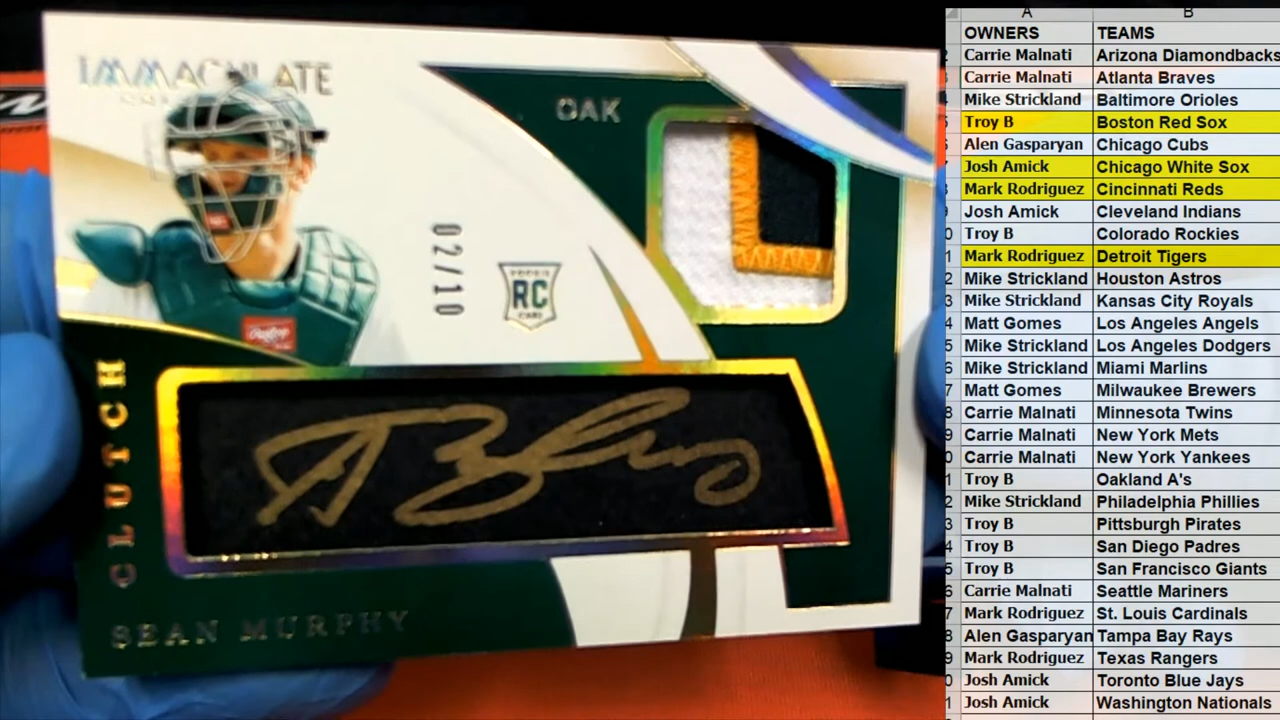 IMMACULATE
OAK
02/10
ROOKIE
RC
CARD
Rawlings
CLUTCH
SEAN MURPHY
A B
OWNERS TEAMS
Carrie Malnati Arizona Diamondbacks
Carrie Malnati Atlanta Braves
Mike Strickland Baltimore Orioles
Troy B Boston Red Sox
Alen Gasparyan Chicago Cubs
Josh Amick Chicago White Sox
Mark Rodriguez Cincinnati Reds
Josh Amick Cleveland Indians
Troy B Colorado Rockies
Mark Rodriguez Detroit Tigers
Mike Strickland Houston Astros
Mike Strickland Kansas City Royals
Matt Gomes Los Angeles Angels
Mike Strickland Los Angeles Dodgers
Mike Strickland Miami Marlins
Matt Gomes Milwaukee Brewers
Carrie Malnati Minnesota Twins
Carrie Malnati New York Mets
Carrie Malnati New York Yankees
Troy B Oakland A's
Mike Strickland Philadelphia Phillies
Troy B Pittsburgh Pirates
Troy B San Diego Padres
Troy B San Francisco Giants
Carrie Malnati Seattle Mariners
Mark Rodriguez St. Louis Cardinals
Alen Gasparyan Tampa Bay Rays
Mark Rodriguez Texas Rangers
Josh Amick Toronto Blue Jays
Josh Amick Washington Nationals